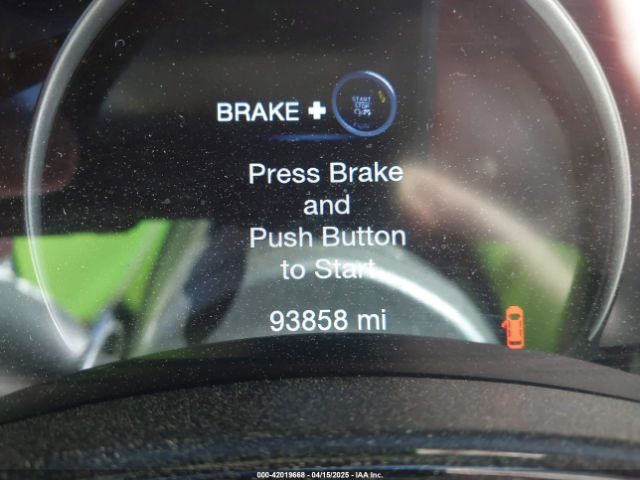 BRAKE +
START
STOP
Press Brake
and
Push Button
to Start
93858 mi
000-42019668 - 04/15/2025 - IAA Inc.